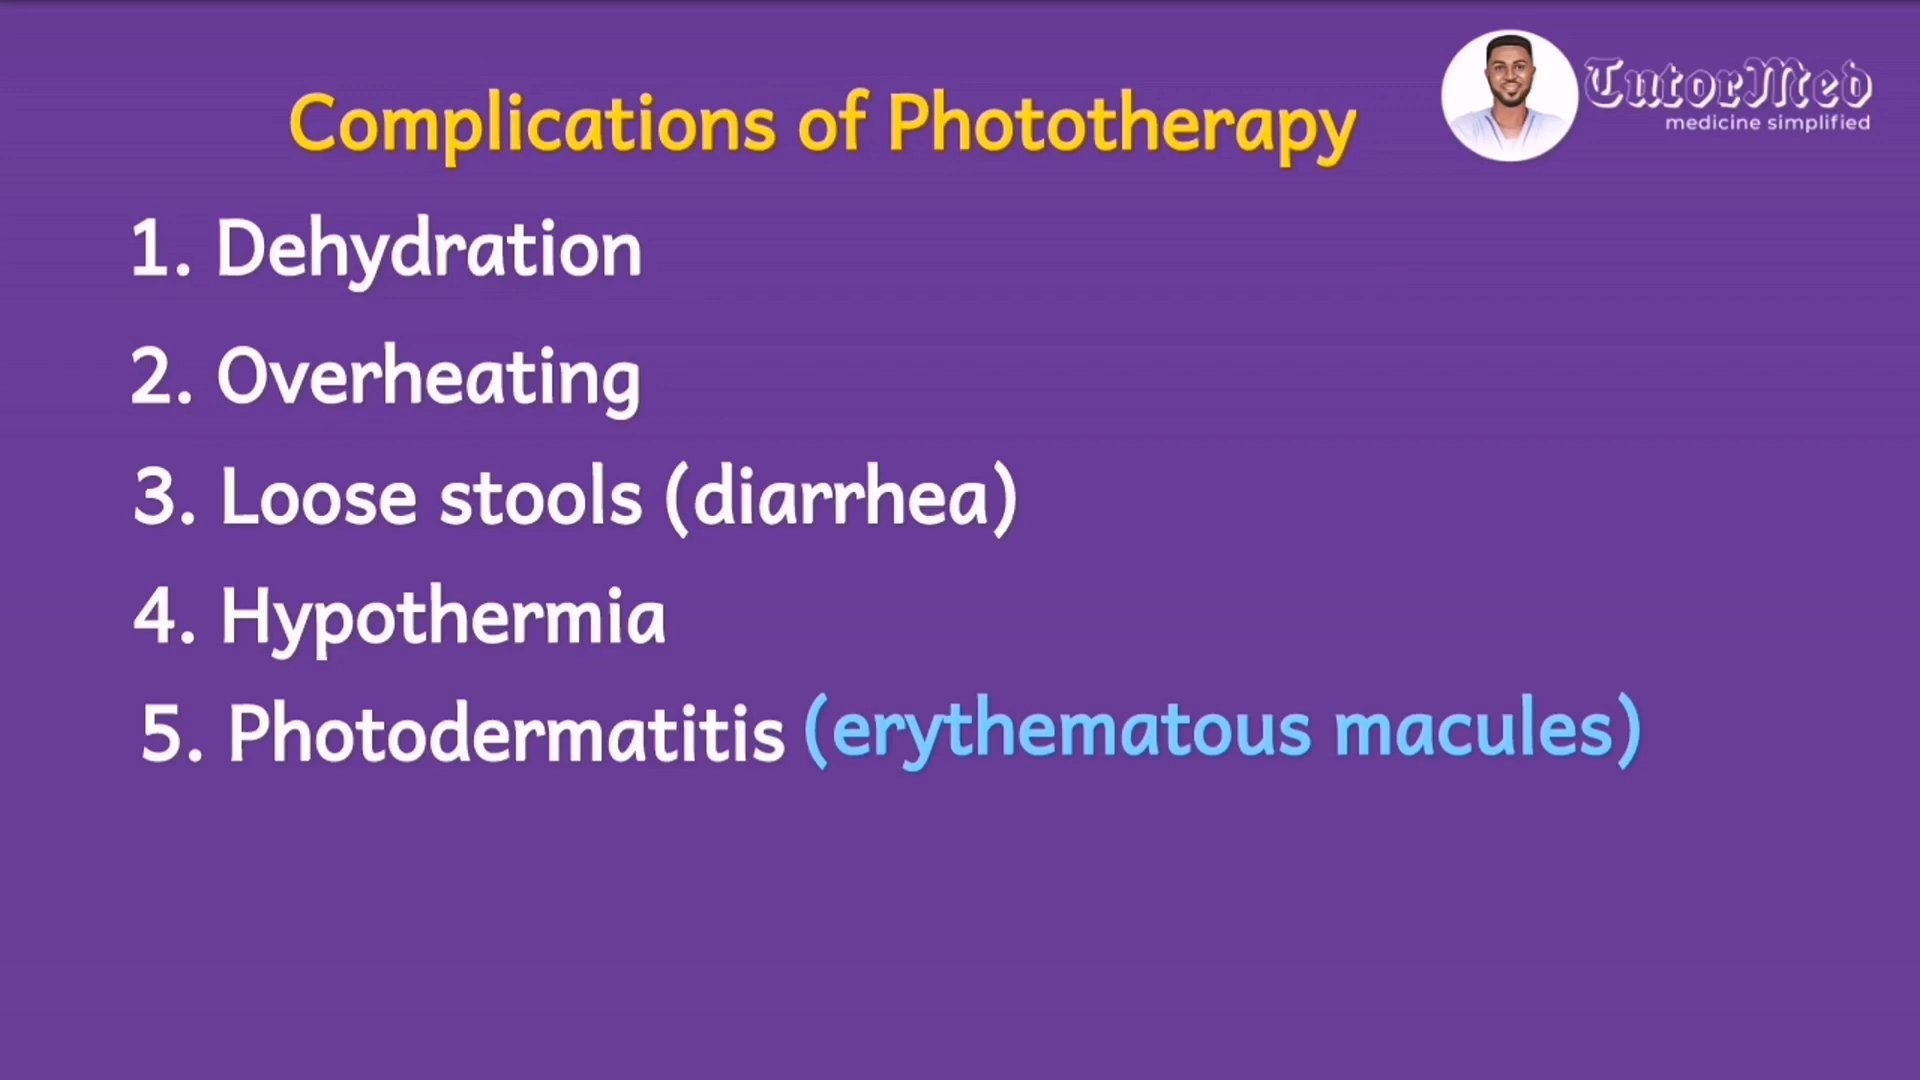 Complications of Phototherapy
TutorMed
medicine simplified
1. Dehydration
2. Overheating
3. Loose stools (diarrhea)
4. Hypothermia
5. Photodermatitis (erythematous macules)